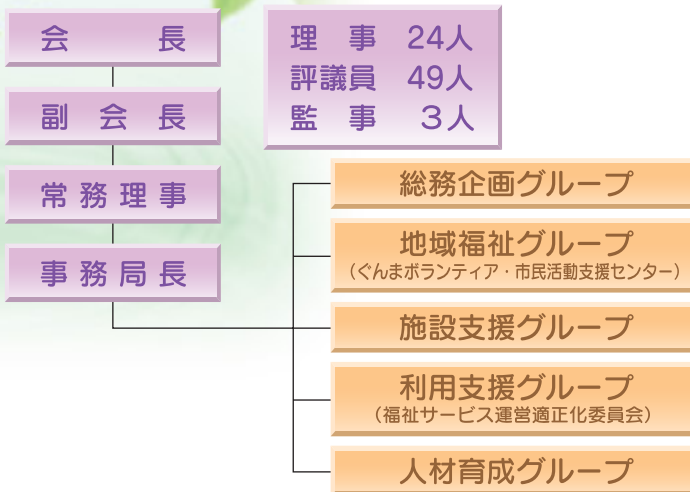 会長
副会長
常務理事
事務局長
理事 24人
評議員 49人
監事 3人
総務企画グループ
地域福祉グループ
(ぐんまボランティア・市民活動支援センター)
施設支援グループ
利用支援グループ
(福祉サービス運営適正化委員会)
人材育成グループ